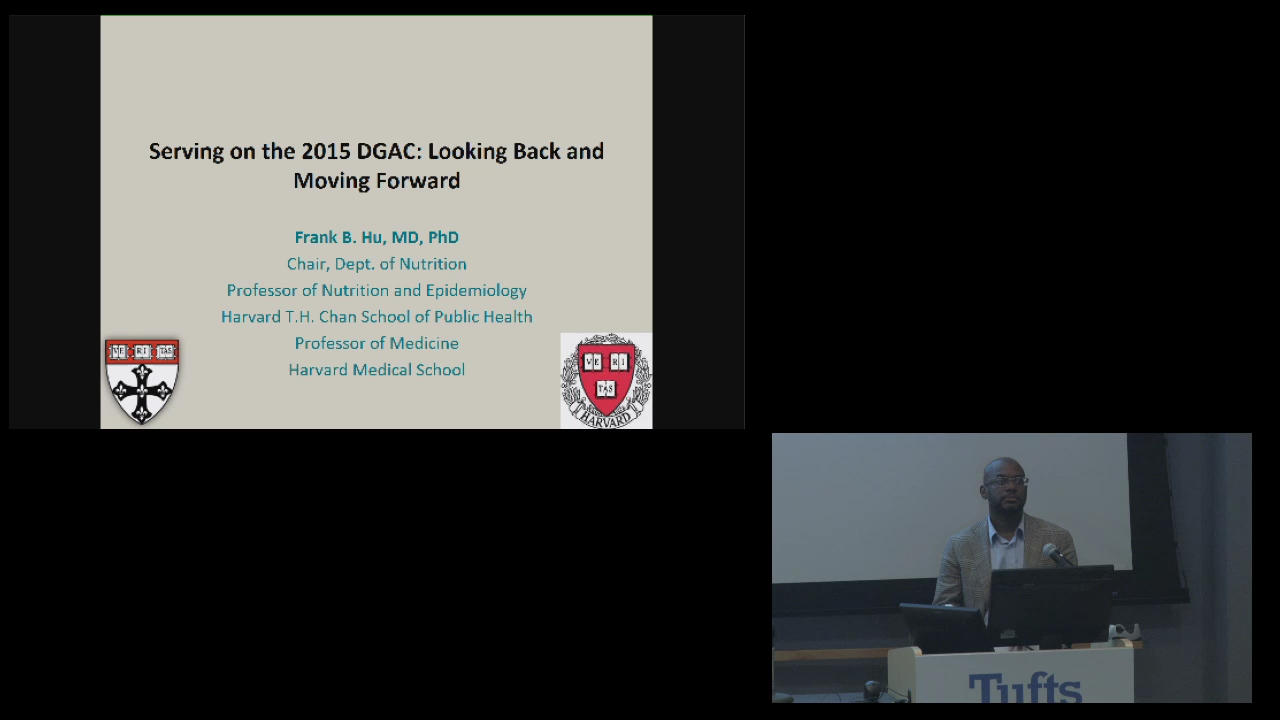 Serving on the 2015 DGAC: Looking Back and
Moving Forward
Frank B. Hu, MD, PhD
Chair, Dept. of Nutrition
Professor of Nutrition and Epidemiology
Harvard T.H. Chan School of Public Health
Professor of Medicine
Harvard Medical School
VE RI TAS
VE RI
TAS
HARVARD
Tufts